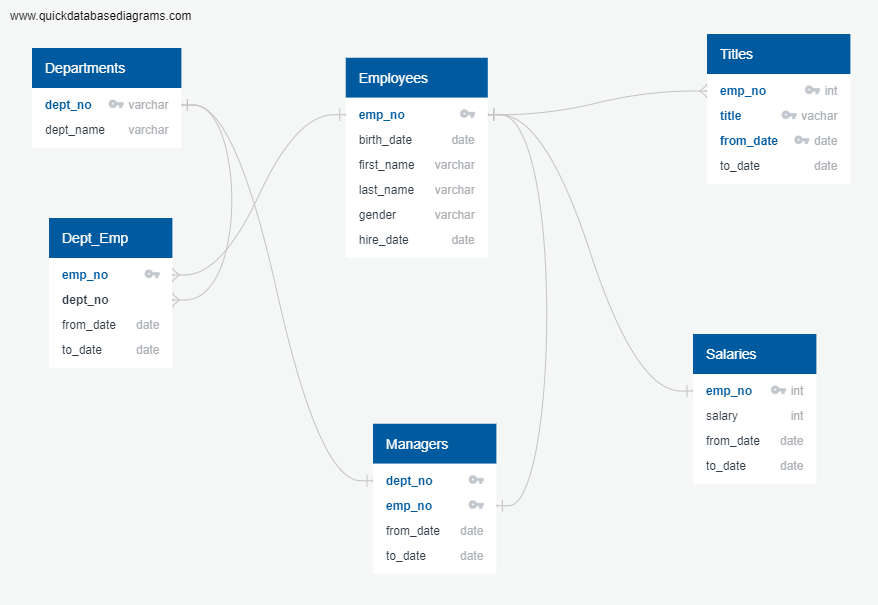 www.quickdatabasediagrams.com
Departments
dept_no varchar
dept_name varchar
Employees
emp_no
birth_date date
first_name varchar
last_name varchar
gender varchar
hire_date date
Titles
emp_no int
title vachar
from_date date
to_date date
Dept_Emp
emp_no
dept_no
from_date date
to_date date
Salaries
emp_no int
salary int
from_date date
to_date date
Managers
dept_no
emp_no
from_date date
to_date date